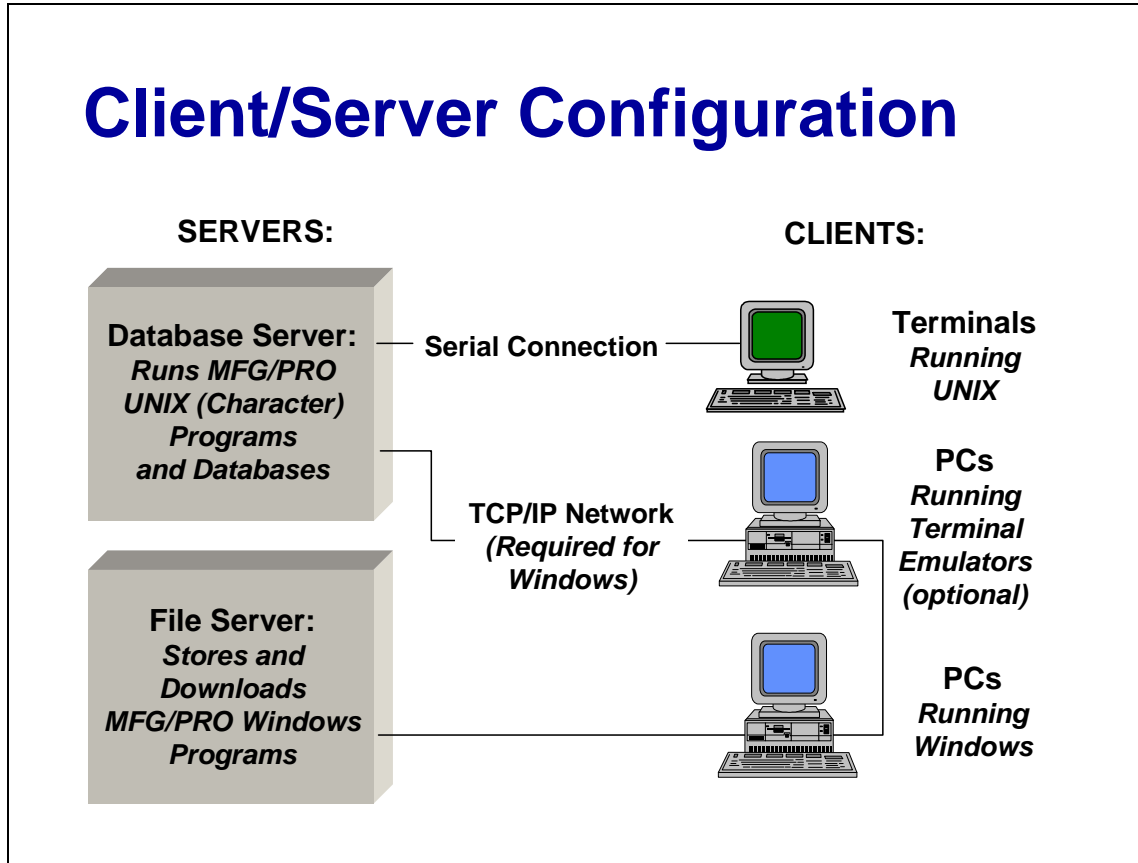 Client/Server Configuration
SERVERS:
CLIENTS:
Database Server:
Runs MFG/PRO
UNIX (Character)
Programs
and Databases
Serial Connection
Terminals
Running
UNIX
TCP/IP Network
(Required for
Windows)
PCs
Running
Terminal
Emulators
(optional)
File Server:
Stores and
Downloads
MFG/PRO Windows
Programs
PCs
Running
Windows